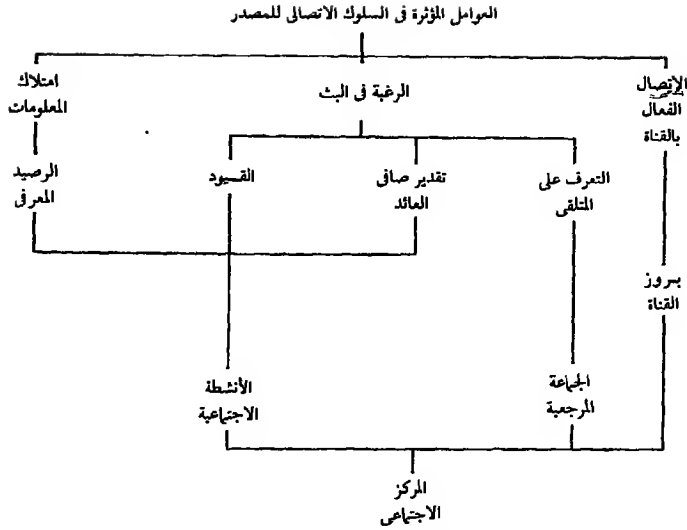 العوامل المؤثرة فى السلوك الاتصالى للمصدر
الإتصال
الفعال
بالقناة
الرغبة فى البث
امتلاك
المعلومات
التعرف على
المتلقى
تقدير صافى
العائد
القيود
الرصيد
المعرفى
بروز
القناة
الجماعة
المرجعية
الأنشطة
الاجتماعية
المركز
الاجتماعى